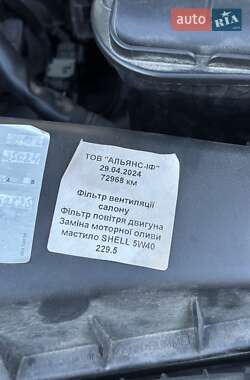 AUTO
RIA
ТОВ "АЛЬЯНС-ІФ"
29.04.2024
72968 км
Фільтр вентиляції
салону
Фільтр повітря двигуна
Заміна моторної оливи
мастило SHELL 5W40
229.5